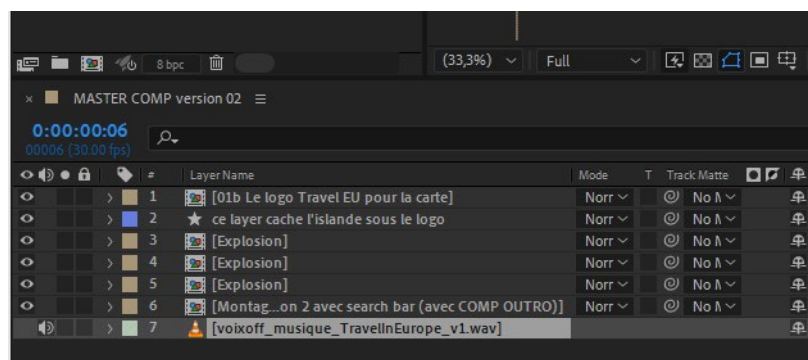 8 bpc (33,3%) Full
× MASTER COMP version 02
0:00:00:06
00006 (30.00 fps)
# Layer Name Mode T Track Matte
1 [01b Le logo Travel EU pour la carte] Norr No M
2 ce layer cache l'islande sous le logo Norr No M
3 [Explosion] Norr No M
4 [Explosion] Norr No M
5 [Explosion] Norr No M
6 [Montag...on 2 avec search bar (avec COMP OUTRO)] Norr No M
7 [voixoff_musique_TravelInEurope_v1.wav]